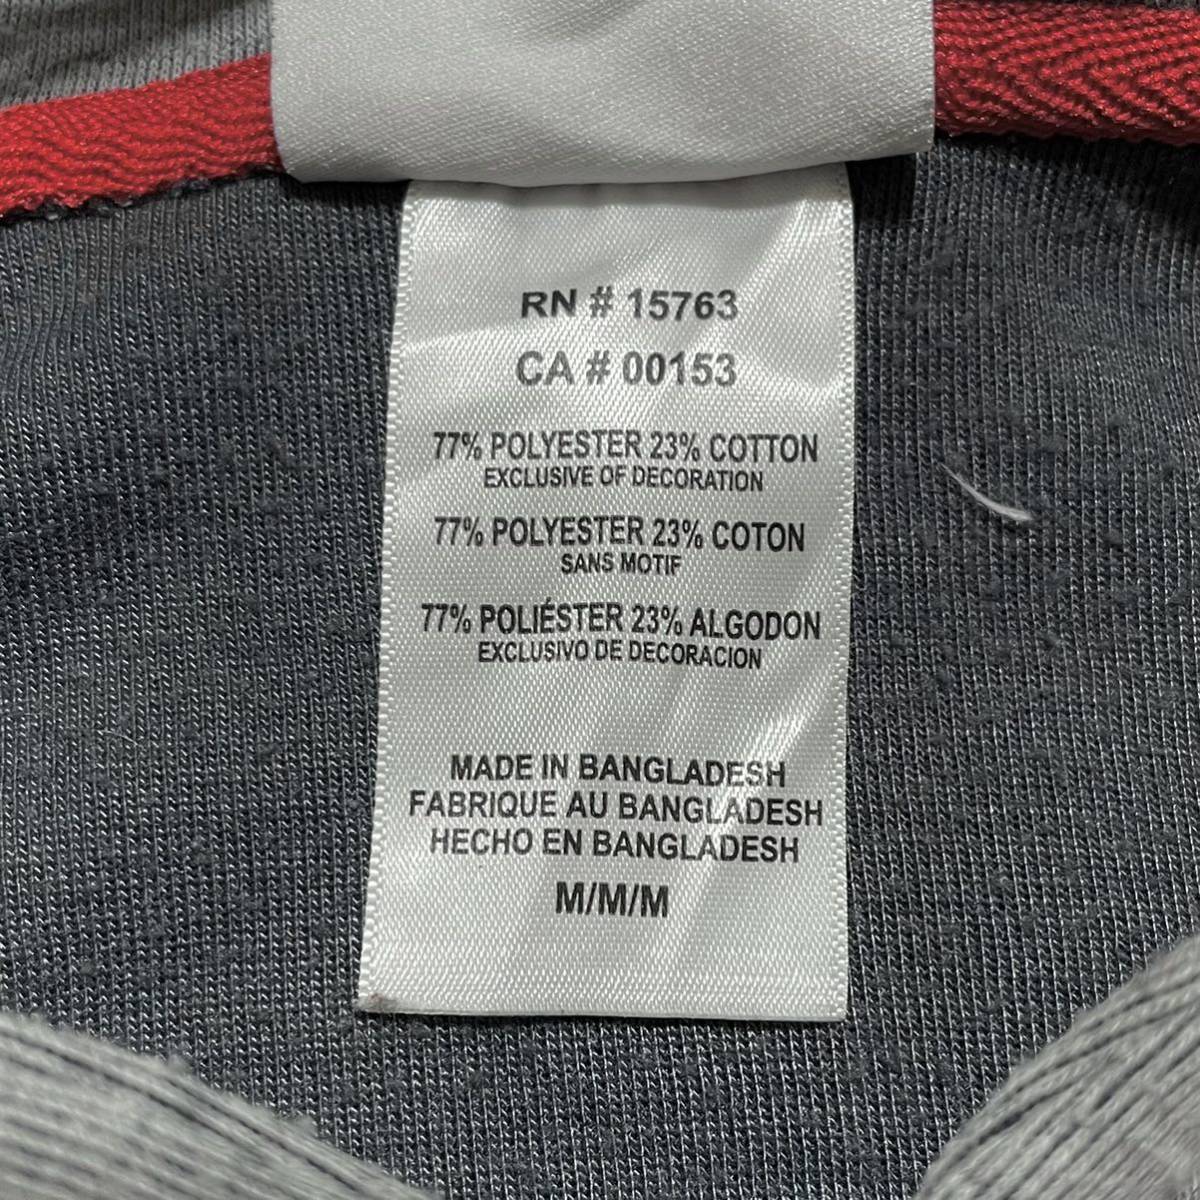 RN # 15763
CA # 00153
77% POLYESTER 23% COTTON
EXCLUSIVE OF DECORATION
77% POLYESTER 23% COTON
SANS MOTIF
77% POLIÉSTER 23% ALGODON
EXCLUSIVO DE DECORACION
MADE IN BANGLADESH
FABRIQUE AU BANGLADESH
HECHO EN BANGLADESH
M/M/M